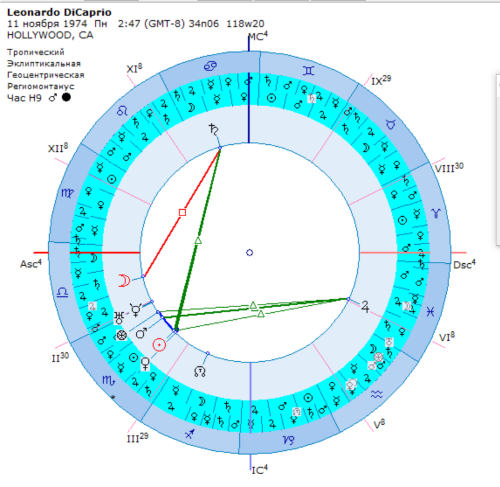 Leonardo DiCaprio
11 ноября 1974 Пн 2:47 (GMT-8) 34n06 118w20
HOLLYWOOD, CA
Тропический
Эклиптикальная
Геоцентрическая
Региомонтанус
Час H9 ♂ ●
MC⁴
XI⁸
IX²⁹
XII⁸
VIII³⁰
Asc⁴
Dsc⁴
II³⁰
VI⁸
III²⁹
V⁸
IC⁴